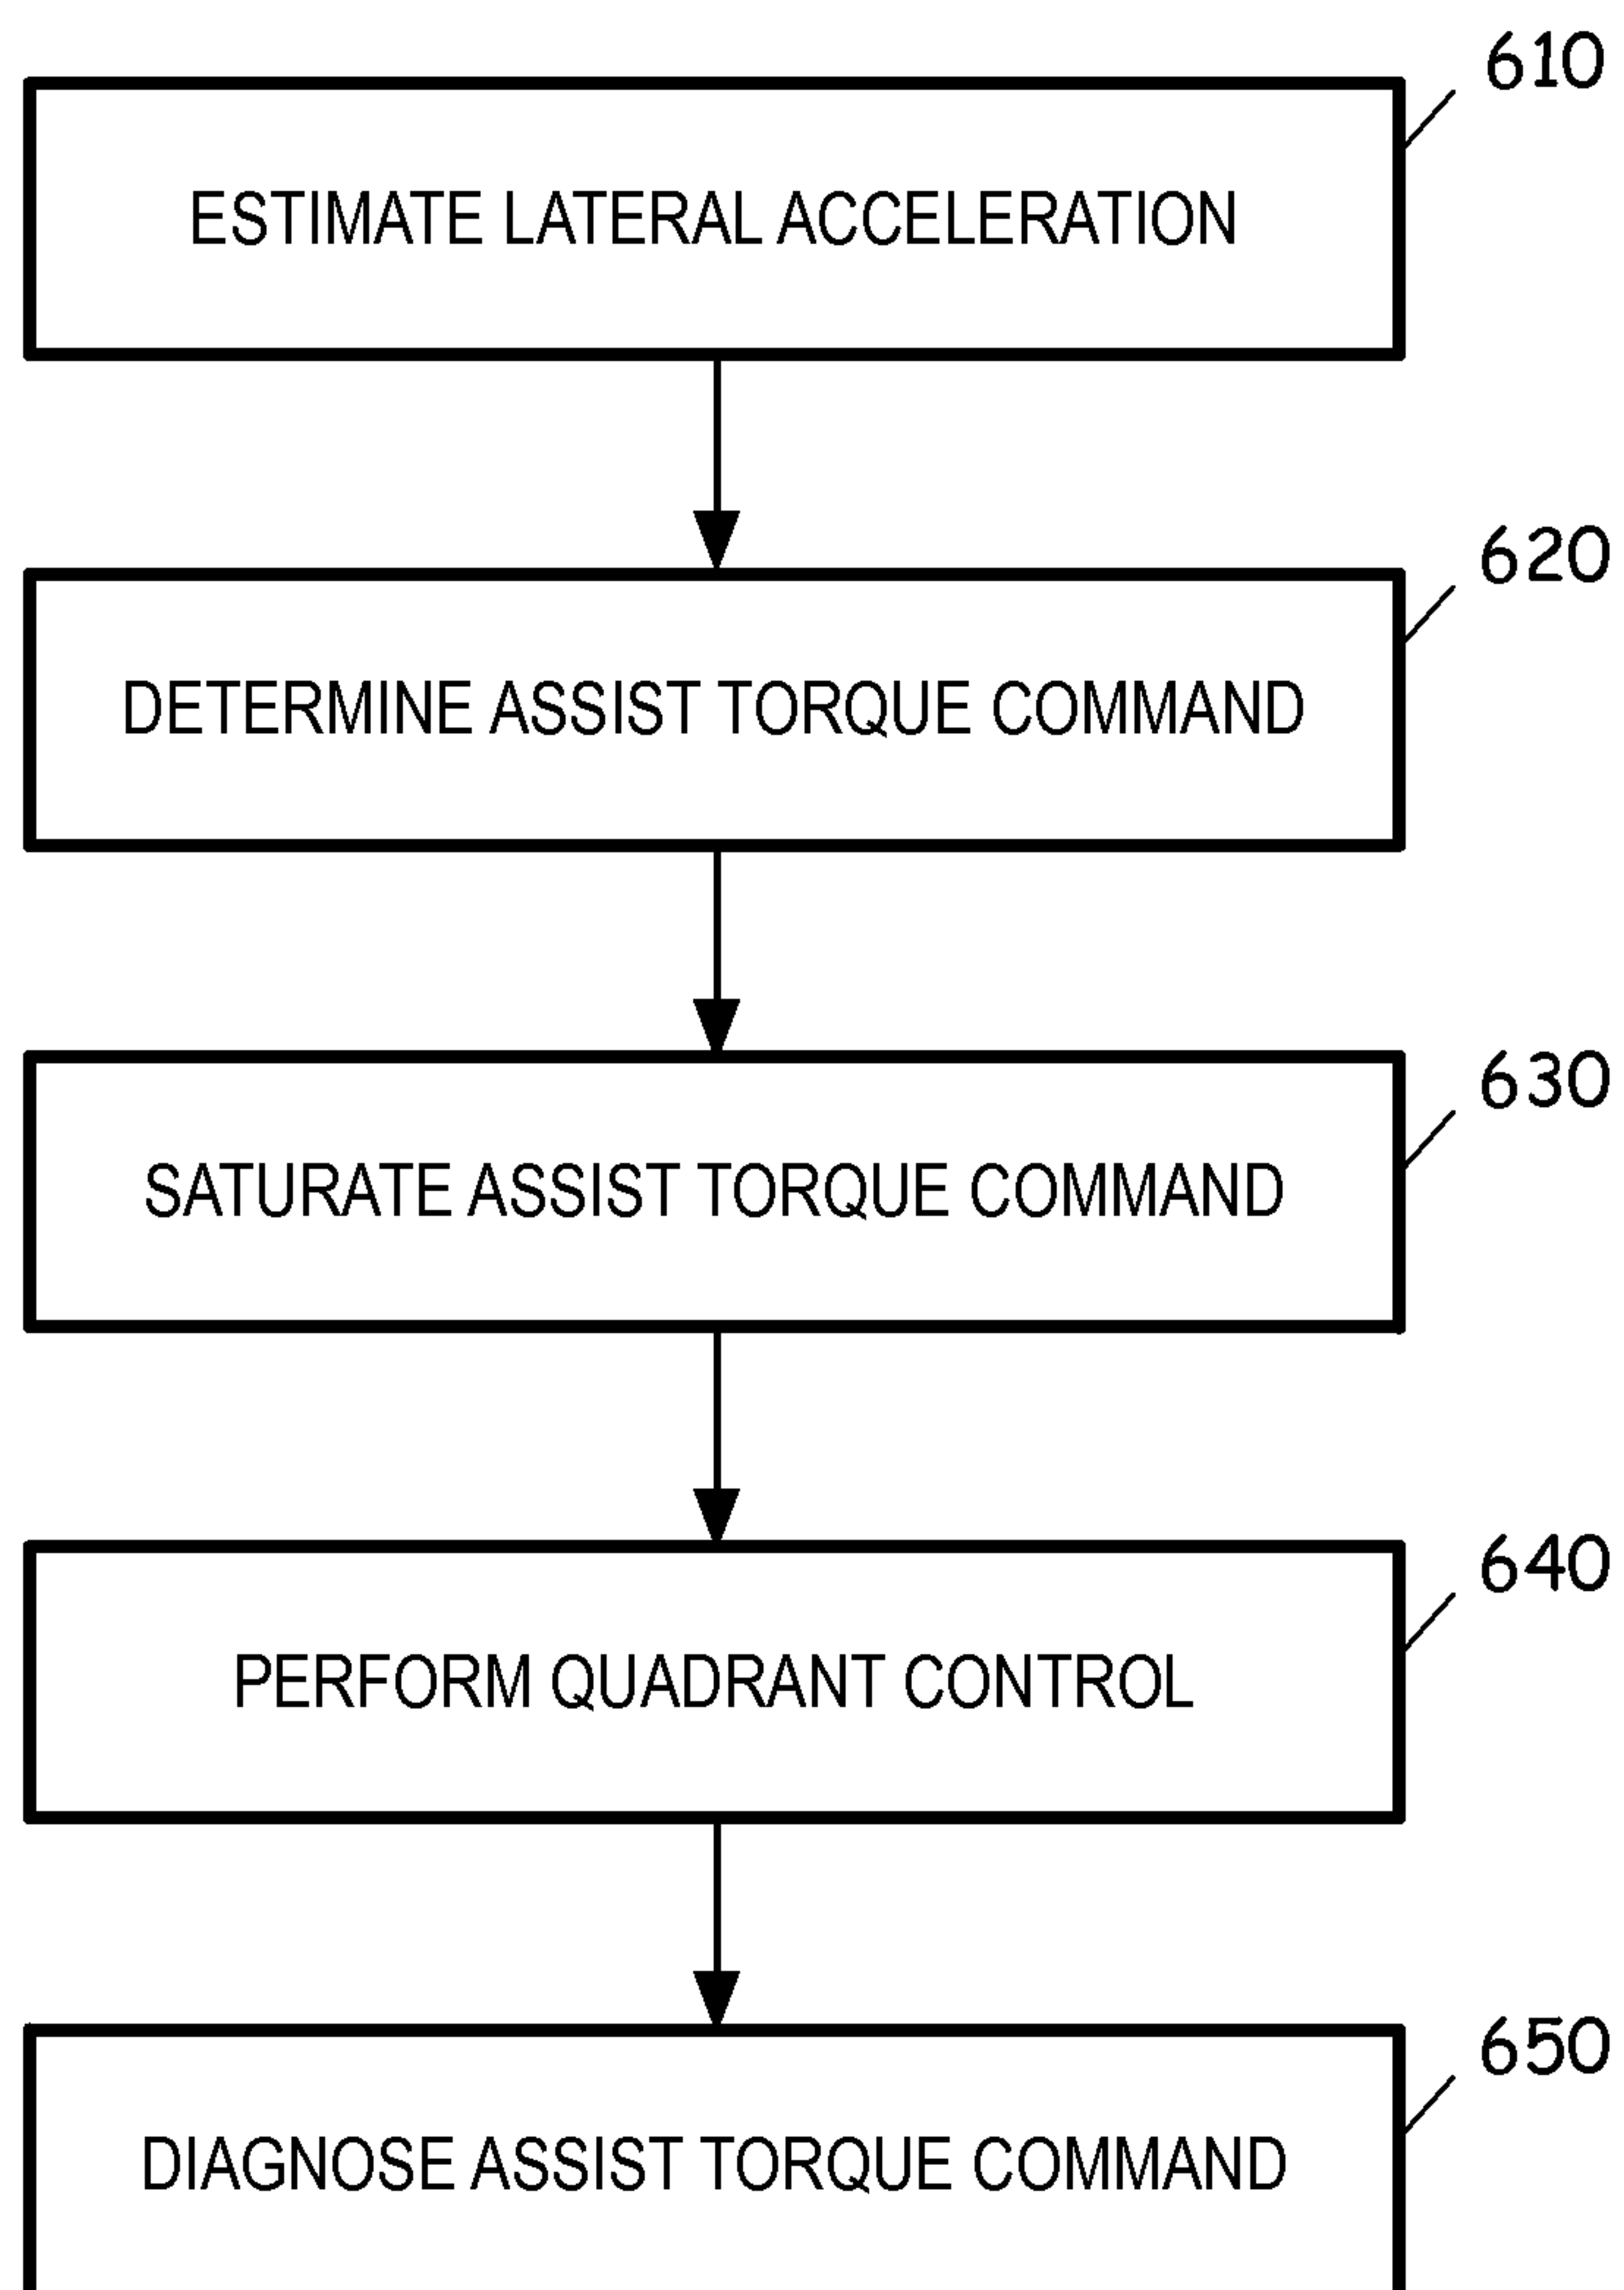 610
ESTIMATE LATERAL ACCELERATION
620
DETERMINE ASSIST TORQUE COMMAND
630
SATURATE ASSIST TORQUE COMMAND
640
PERFORM QUADRANT CONTROL
650
DIAGNOSE ASSIST TORQUE COMMAND